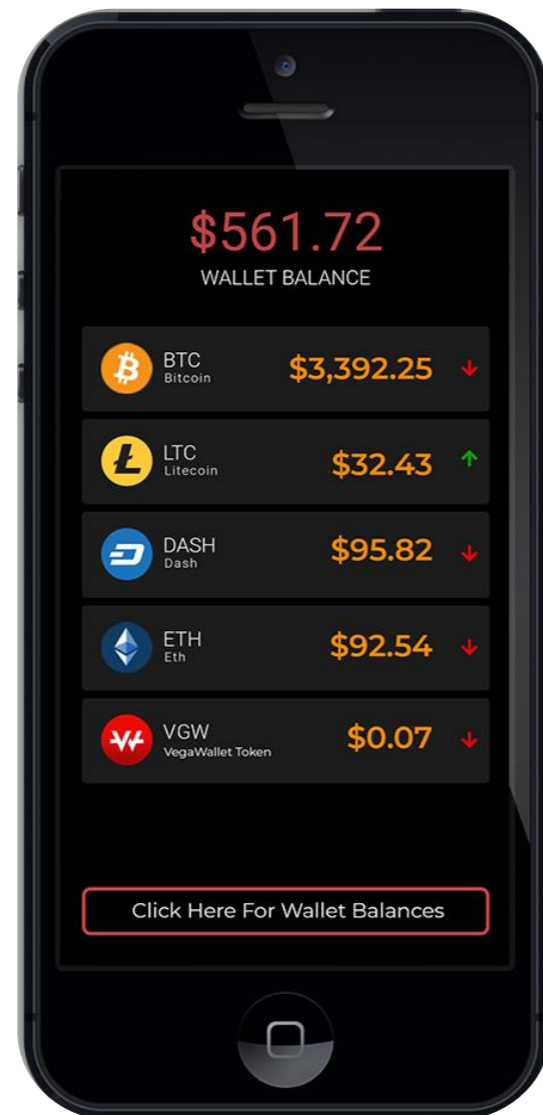 $561.72
WALLET BALANCE
BTC
Bitcoin
$3,392.25
LTC
Litecoin
$32.43
DASH
Dash
$95.82
ETH
Eth
$92.54
VGW
VegaWallet Token
$0.07
Click Here For Wallet Balances